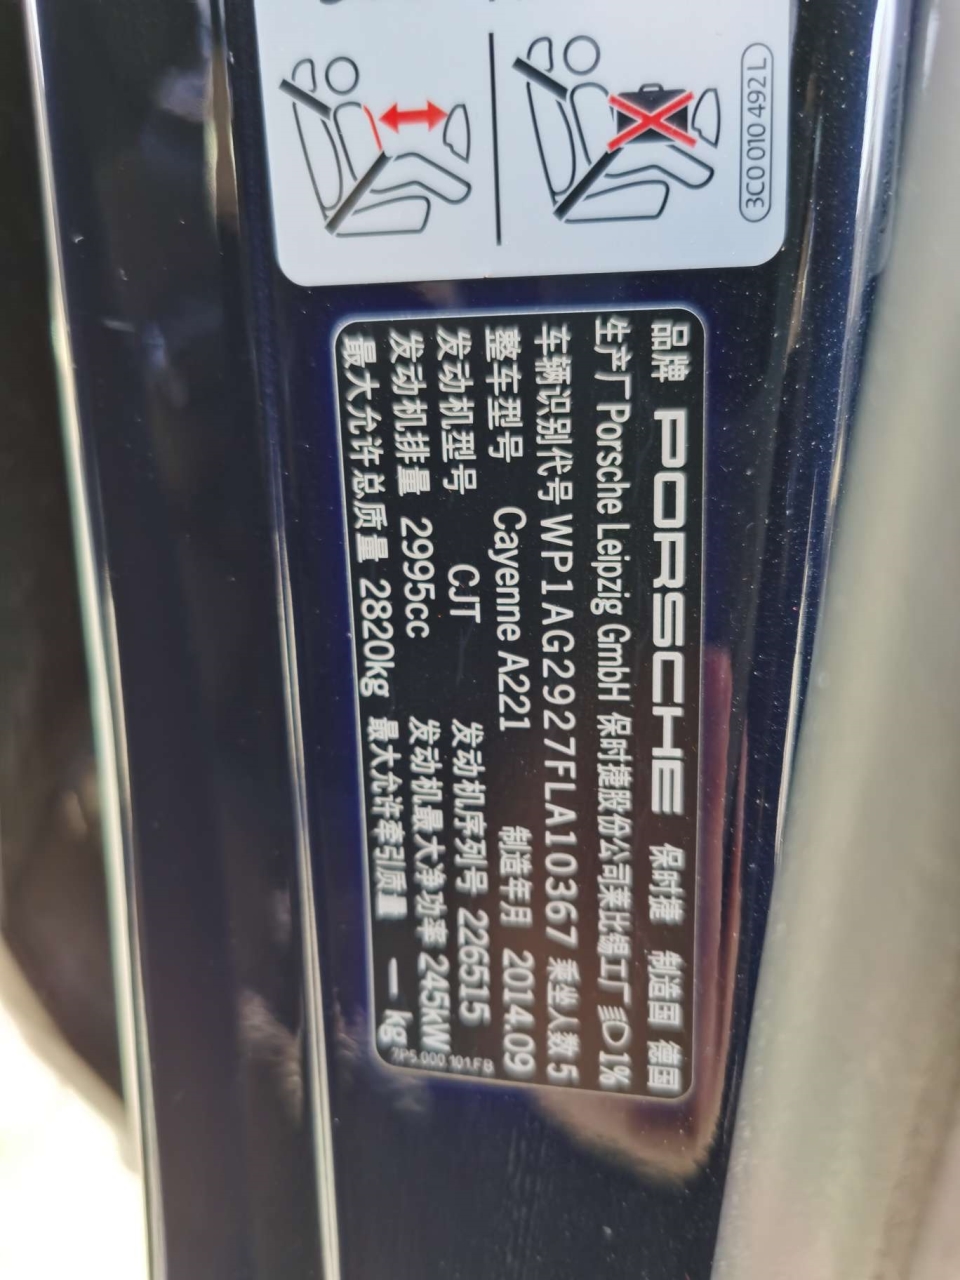 3C0 010 492 L
品牌 PORSCHE 保时捷 制造国 德国
生产厂 Porsche Leipzig GmbH 保时捷股份公司莱比锡工厂 1%
车辆识别代号 WP1AG2927FLA10367 乘坐人数 5
整车型号 Cayenne A221 制造年月 2014.09
发动机型号 CJT 发动机序列号 226515
发动机排量 2995cc 发动机最大净功率 245kW
最大允许总质量 2820kg 最大允许牵引质量 — kg
7P5.000.101.FB